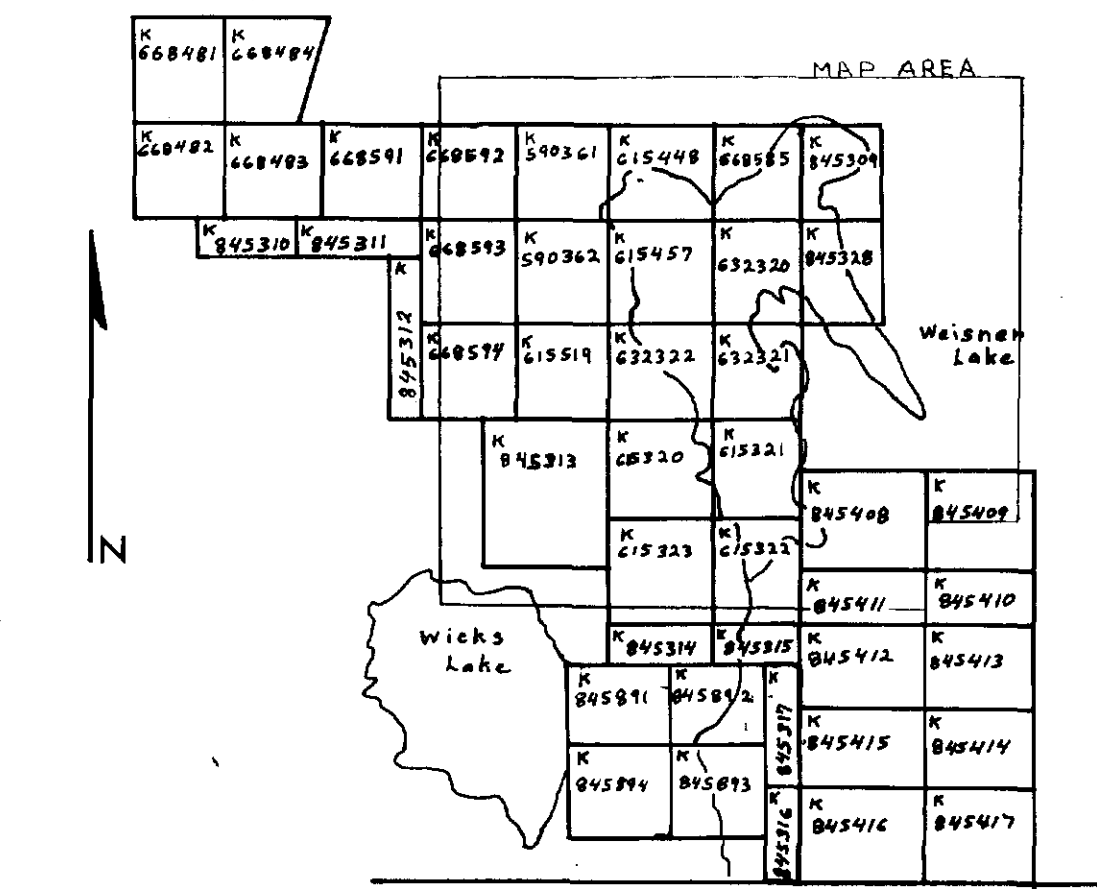 K 668481
K 668484
MAP AREA
K 668482
K 668483
K 668591
K 668592
K 590361
K 615448
K 668585
K 845309
K 845310
K 845311
K 668593
K 590362
K 615457
K 632320
K 845328
K 845312
K 668594
K 615519
K 632322
K 632321
Weisner
Lake
K 845313
K 615320
K 615321
K 845408
K 845409
K 615323
K 615322
K 845411
K 845410
N
Wicks
Lake
K 845314
K 845315
K 845412
K 845413
K 845891
K 845892
K 845317
K 845415
K 845414
K 845894
K 845893
K 845316
K 845416
K 845417